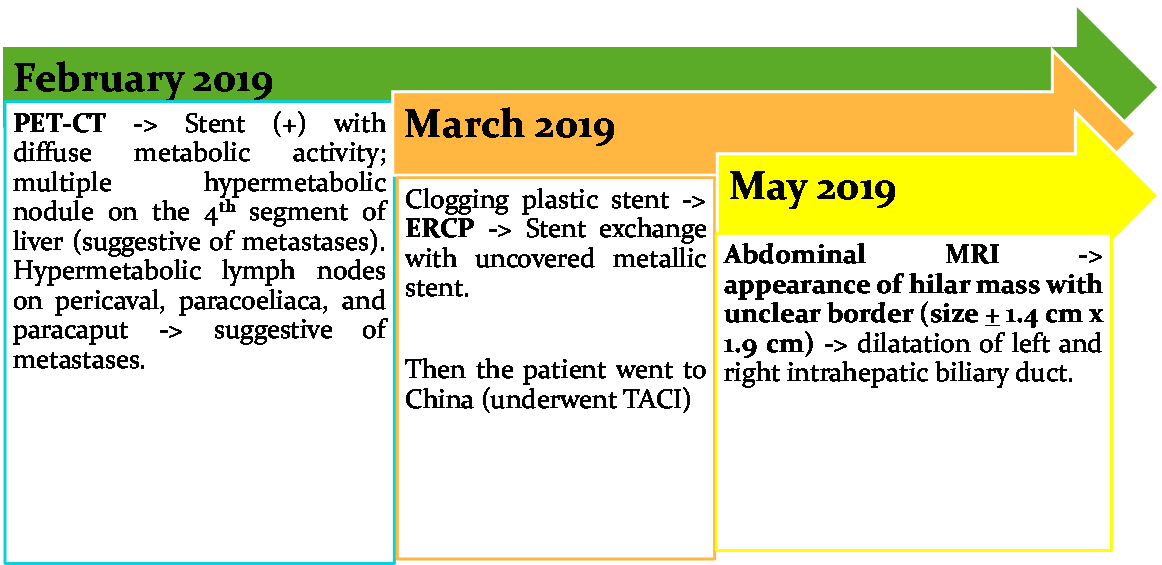 February 2019
PET-CT -> Stent (+) with
diffuse metabolic activity;
multiple hypermetabolic
nodule on the 4th segment of
liver (suggestive of metastases).
Hypermetabolic lymph nodes
on pericaval, paracoeliaca, and
paracaput -> suggestive of
metastases.
March 2019
Clogging plastic stent ->
ERCP -> Stent exchange
with uncovered metallic
stent.
Then the patient went to
China (underwent TACI)
May 2019
Abdominal MRI ->
appearance of hilar mass with
unclear border (size ± 1.4 cm x
1.9 cm) -> dilatation of left and
right intrahepatic biliary duct.